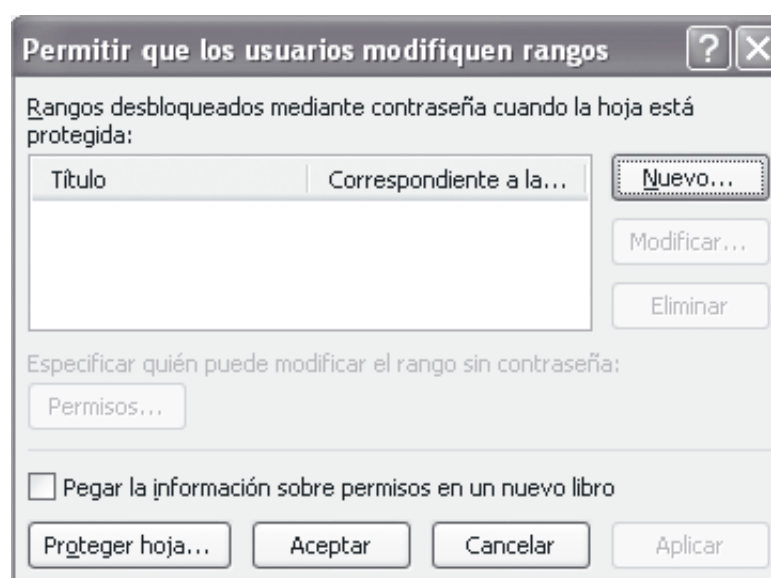 Permitir que los usuarios modifiquen rangos
Rangos desbloqueados mediante contraseña cuando la hoja está
protegida:
Título Correspondiente a la... Nuevo...
Modificar...
Eliminar
Especificar quién puede modificar el rango sin contraseña:
Permisos...
Pegar la información sobre permisos en un nuevo libro
Proteger hoja... Aceptar Cancelar Aplicar